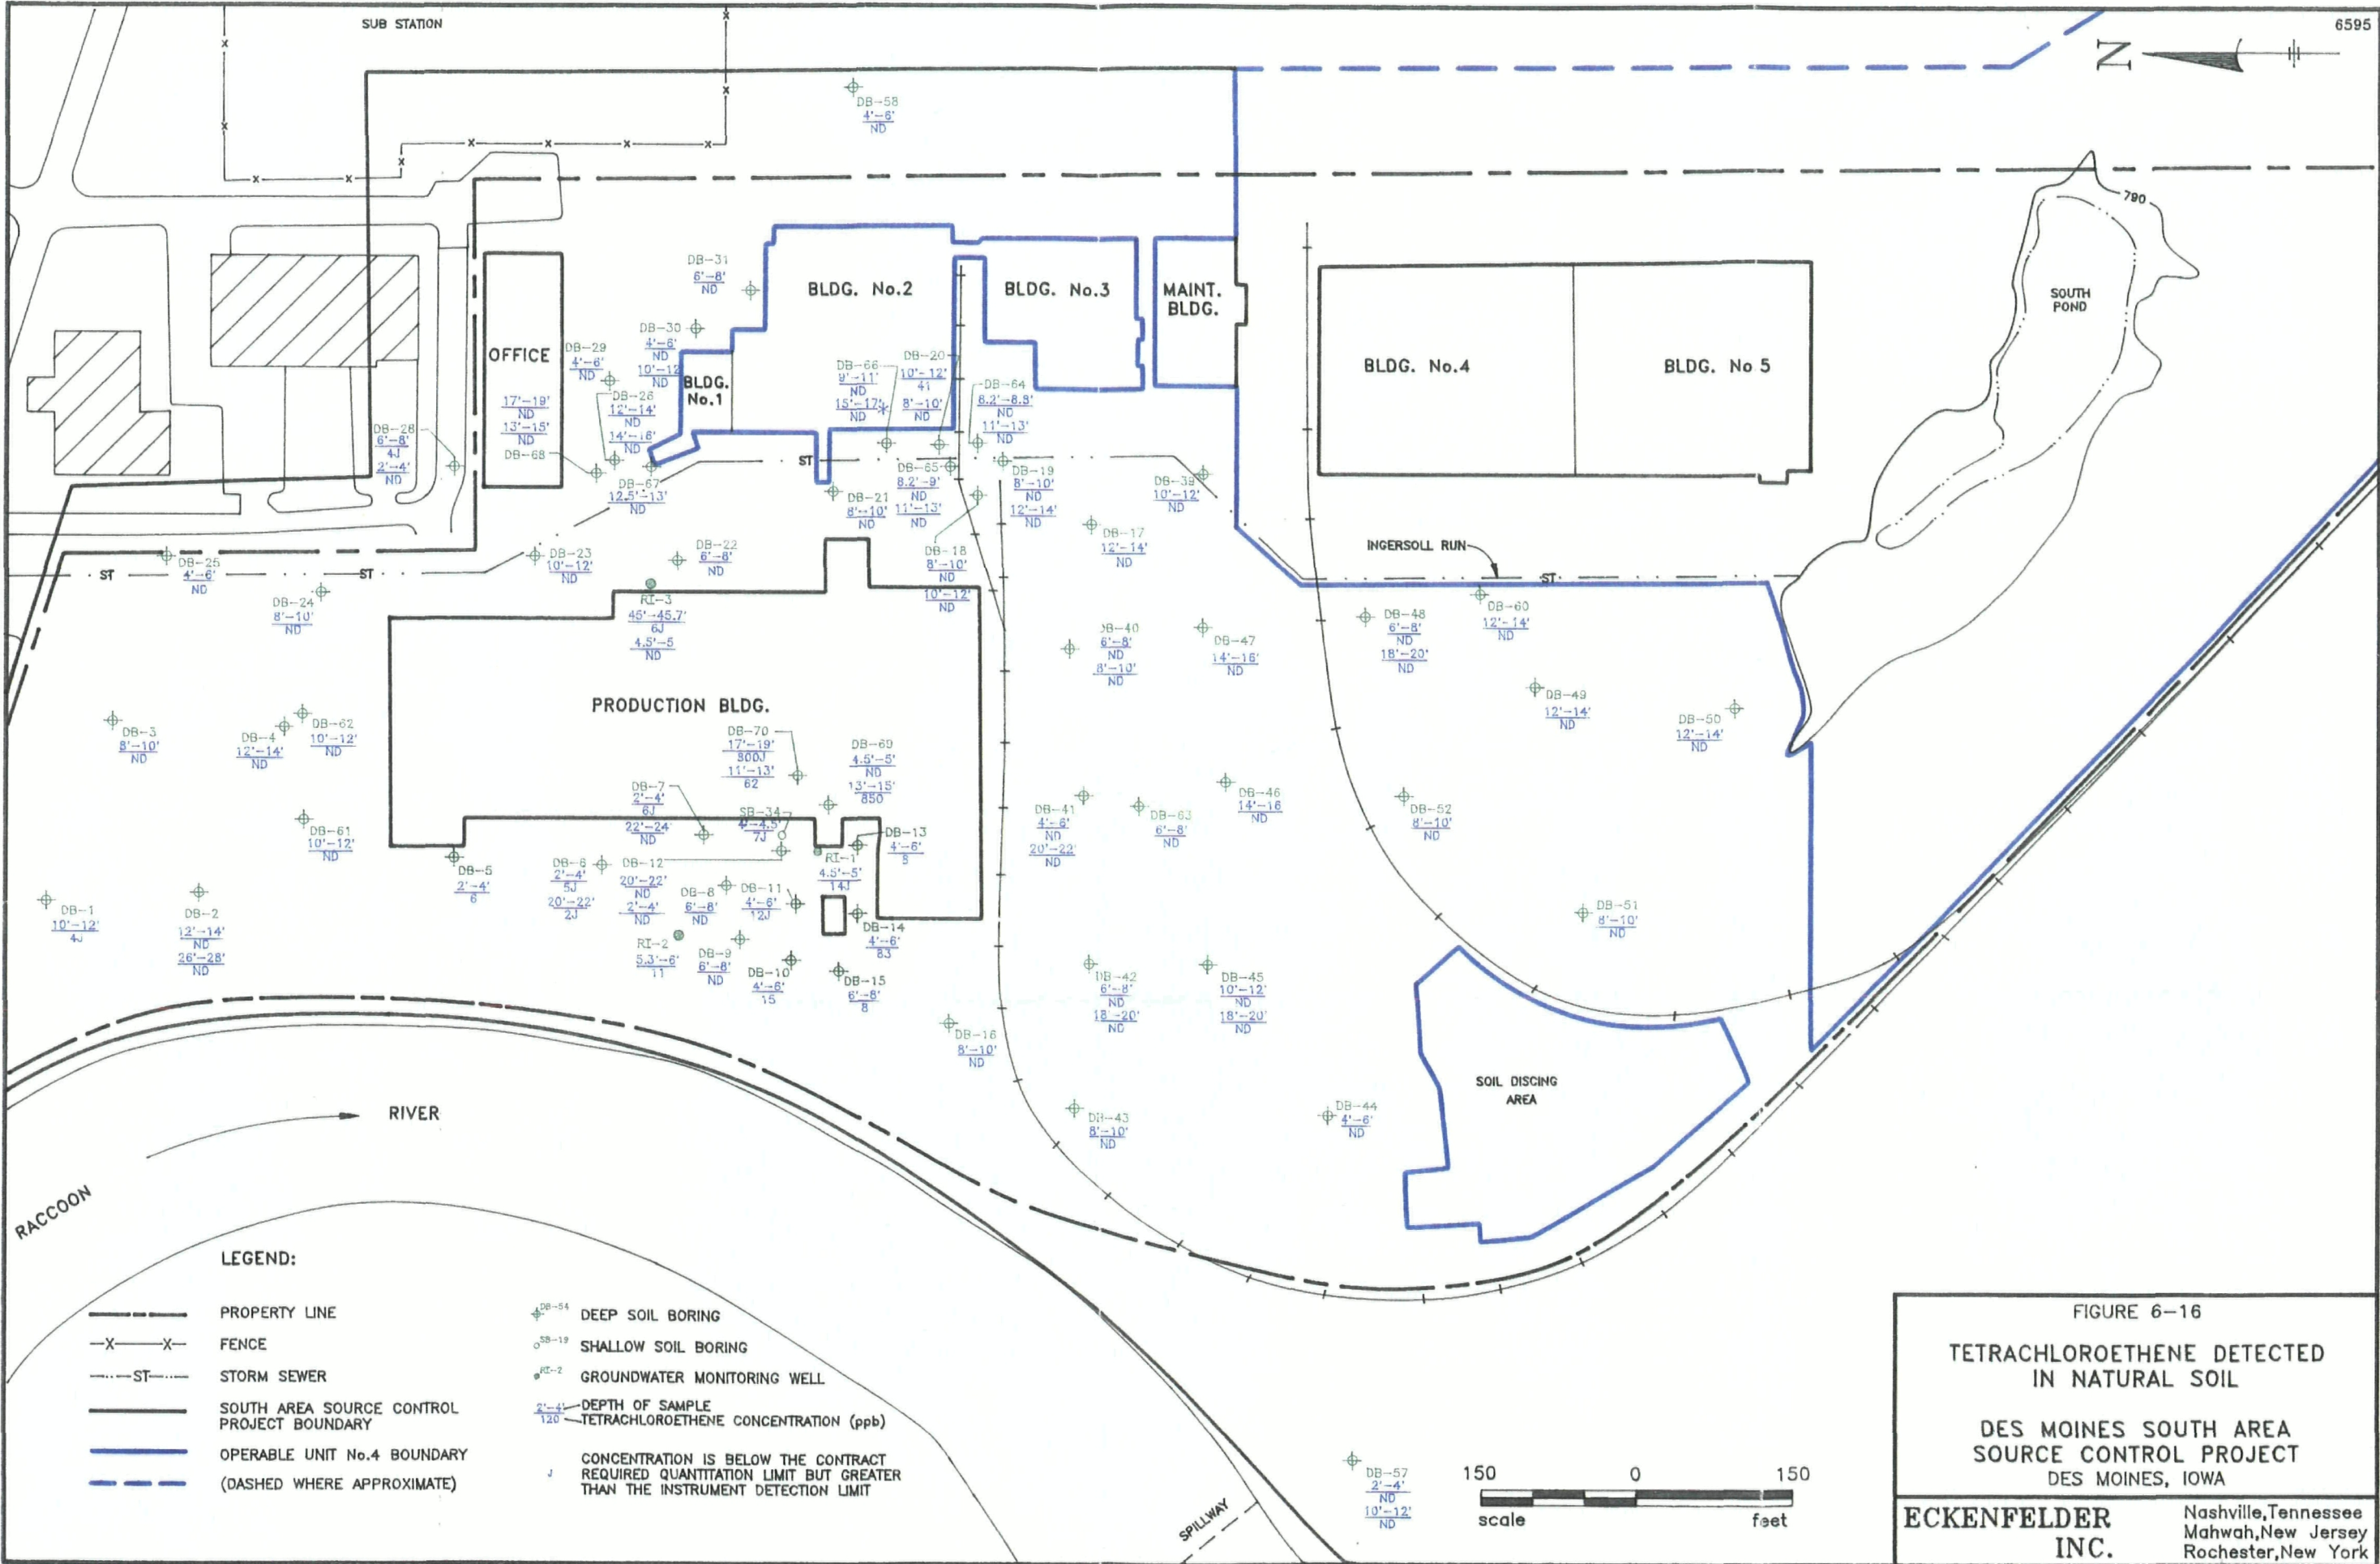 SUB STATION
6595
N
DB-58
4'-6'
ND
790
DB-31
6'-8'
ND
BLDG. No.2
BLDG. No.3
MAINT.
BLDG.
SOUTH
POND
DB-30
4'-6'
ND
10'-12'
ND
OFFICE
DB-29
4'-6'
ND
BLDG.
No.1
DB-66
9'-11'
ND
15'-17'*
ND
DB-20
10'-12'
41
8'-10'
ND
DB-64
8.2'-8.8'
ND
11'-13'
ND
BLDG. No.4
BLDG. No 5
17'-19'
ND
13'-15'
ND
DB-68
DB-26
12'-14'
ND
14'-16'
ND
DB-28
6'-8'
4J
2'-4'
ND
ST
DB-67
12.5'-13'
ND
DB-21
8'-10'
ND
DB-65
8.2'-9'
ND
11'-13'
ND
DB-19
8'-10'
ND
12'-14'
ND
DB-39
10'-12'
ND
DB-17
12'-14'
ND
INGERSOLL RUN
ST
DB-25
4'-6'
ND
ST
ST
DB-23
10'-12'
ND
DB-22
6'-8'
ND
DB-18
8'-10'
ND
10'-12'
ND
DB-24
8'-10'
ND
RI-3
45'-45.7'
6J
4.5'-5
ND
DB-40
6'-8'
ND
8'-10'
ND
DB-47
14'-16'
ND
DB-48
6'-8'
ND
18'-20'
ND
DB-60
12'-14'
ND
DB-49
12'-14'
ND
DB-50
12'-14'
ND
PRODUCTION BLDG.
DB-3
8'-10'
ND
DB-4
12'-14'
ND
DB-62
10'-12'
ND
DB-70
17'-19'
11'-13'
62
DB-69
4.5'-5'
ND
13'-15'
850
DB-7
2'-4'
6J
22'-24'
ND
SB-34
4'-4.5'
7J
DB-13
4'-6'
DB-61
10'-12'
ND
DB-41
4'-6'
ND
20'-22'
ND
DB-63
6'-8'
ND
DB-46
14'-16
ND
DB-52
8'-10'
ND
DB-5
2'-4'
6
DB-6
2'-4'
5J
20'-22'
2J
DB-12
20'-22'
ND
2'-4'
ND
DB-8
6'-8'
ND
DB-11
4'-6'
12J
RI-1
4.5'-5'
14J
DB-1
10'-12'
4J
DB-2
12'-14'
ND
26'-28'
ND
DB-14
4'-6'
DB-51
8'-10'
ND
RI-2
5.3'-6'
11
DB-9
6'-8'
ND
DB-10
4'-6'
15
DB-15
6'-8'
8
DB-42
6'-8'
ND
18'-20'
ND
DB-45
10'-12'
ND
18'-20'
ND
DB-16
8'-10'
ND
DB-43
8'-10'
ND
DB-44
4'-6'
ND
SOIL DISCING
AREA
RIVER
RACCOON
LEGEND:
PROPERTY LINE
X X FENCE
ST STORM SEWER
SOUTH AREA SOURCE CONTROL
PROJECT BOUNDARY
OPERABLE UNIT No.4 BOUNDARY
(DASHED WHERE APPROXIMATE)
DB-54 DEEP SOIL BORING
SB-19 SHALLOW SOIL BORING
RI-2 GROUNDWATER MONITORING WELL
2'-4' DEPTH OF SAMPLE
120 TETRACHLOROETHENE CONCENTRATION (ppb)
CONCENTRATION IS BELOW THE CONTRACT
J REQUIRED QUANTITATION LIMIT BUT GREATER
THAN THE INSTRUMENT DETECTION LIMIT
SPILLWAY
DB-57
2'-4'
ND
10'-12'
ND
150 0 150
scale feet
FIGURE 6-16
TETRACHLOROETHENE DETECTED
IN NATURAL SOIL
DES MOINES SOUTH AREA
SOURCE CONTROL PROJECT
DES MOINES, IOWA
ECKENFELDER
INC.
Nashville,Tennessee
Mahwah,New Jersey
Rochester,New York